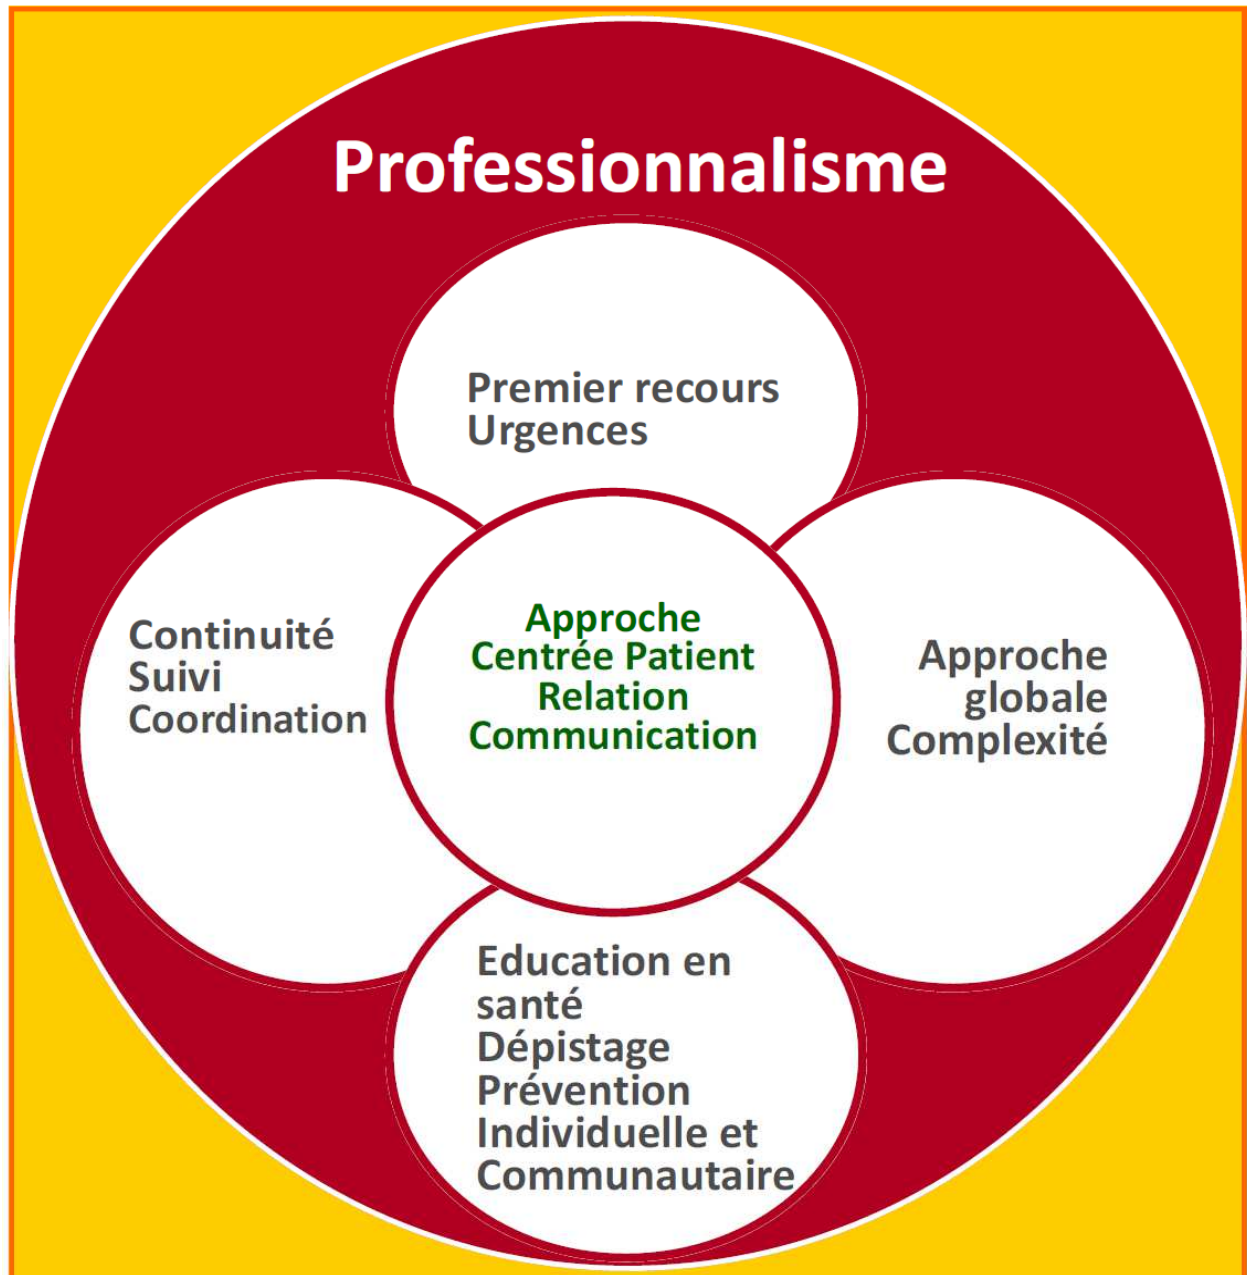 Professionnalisme
Premier recours
Urgences
Continuité
Suivi
Coordination
Approche
Centrée Patient
Relation
Communication
Approche
globale
Complexité
Education en
santé
Dépistage
Prévention
Individuelle et
Communautaire